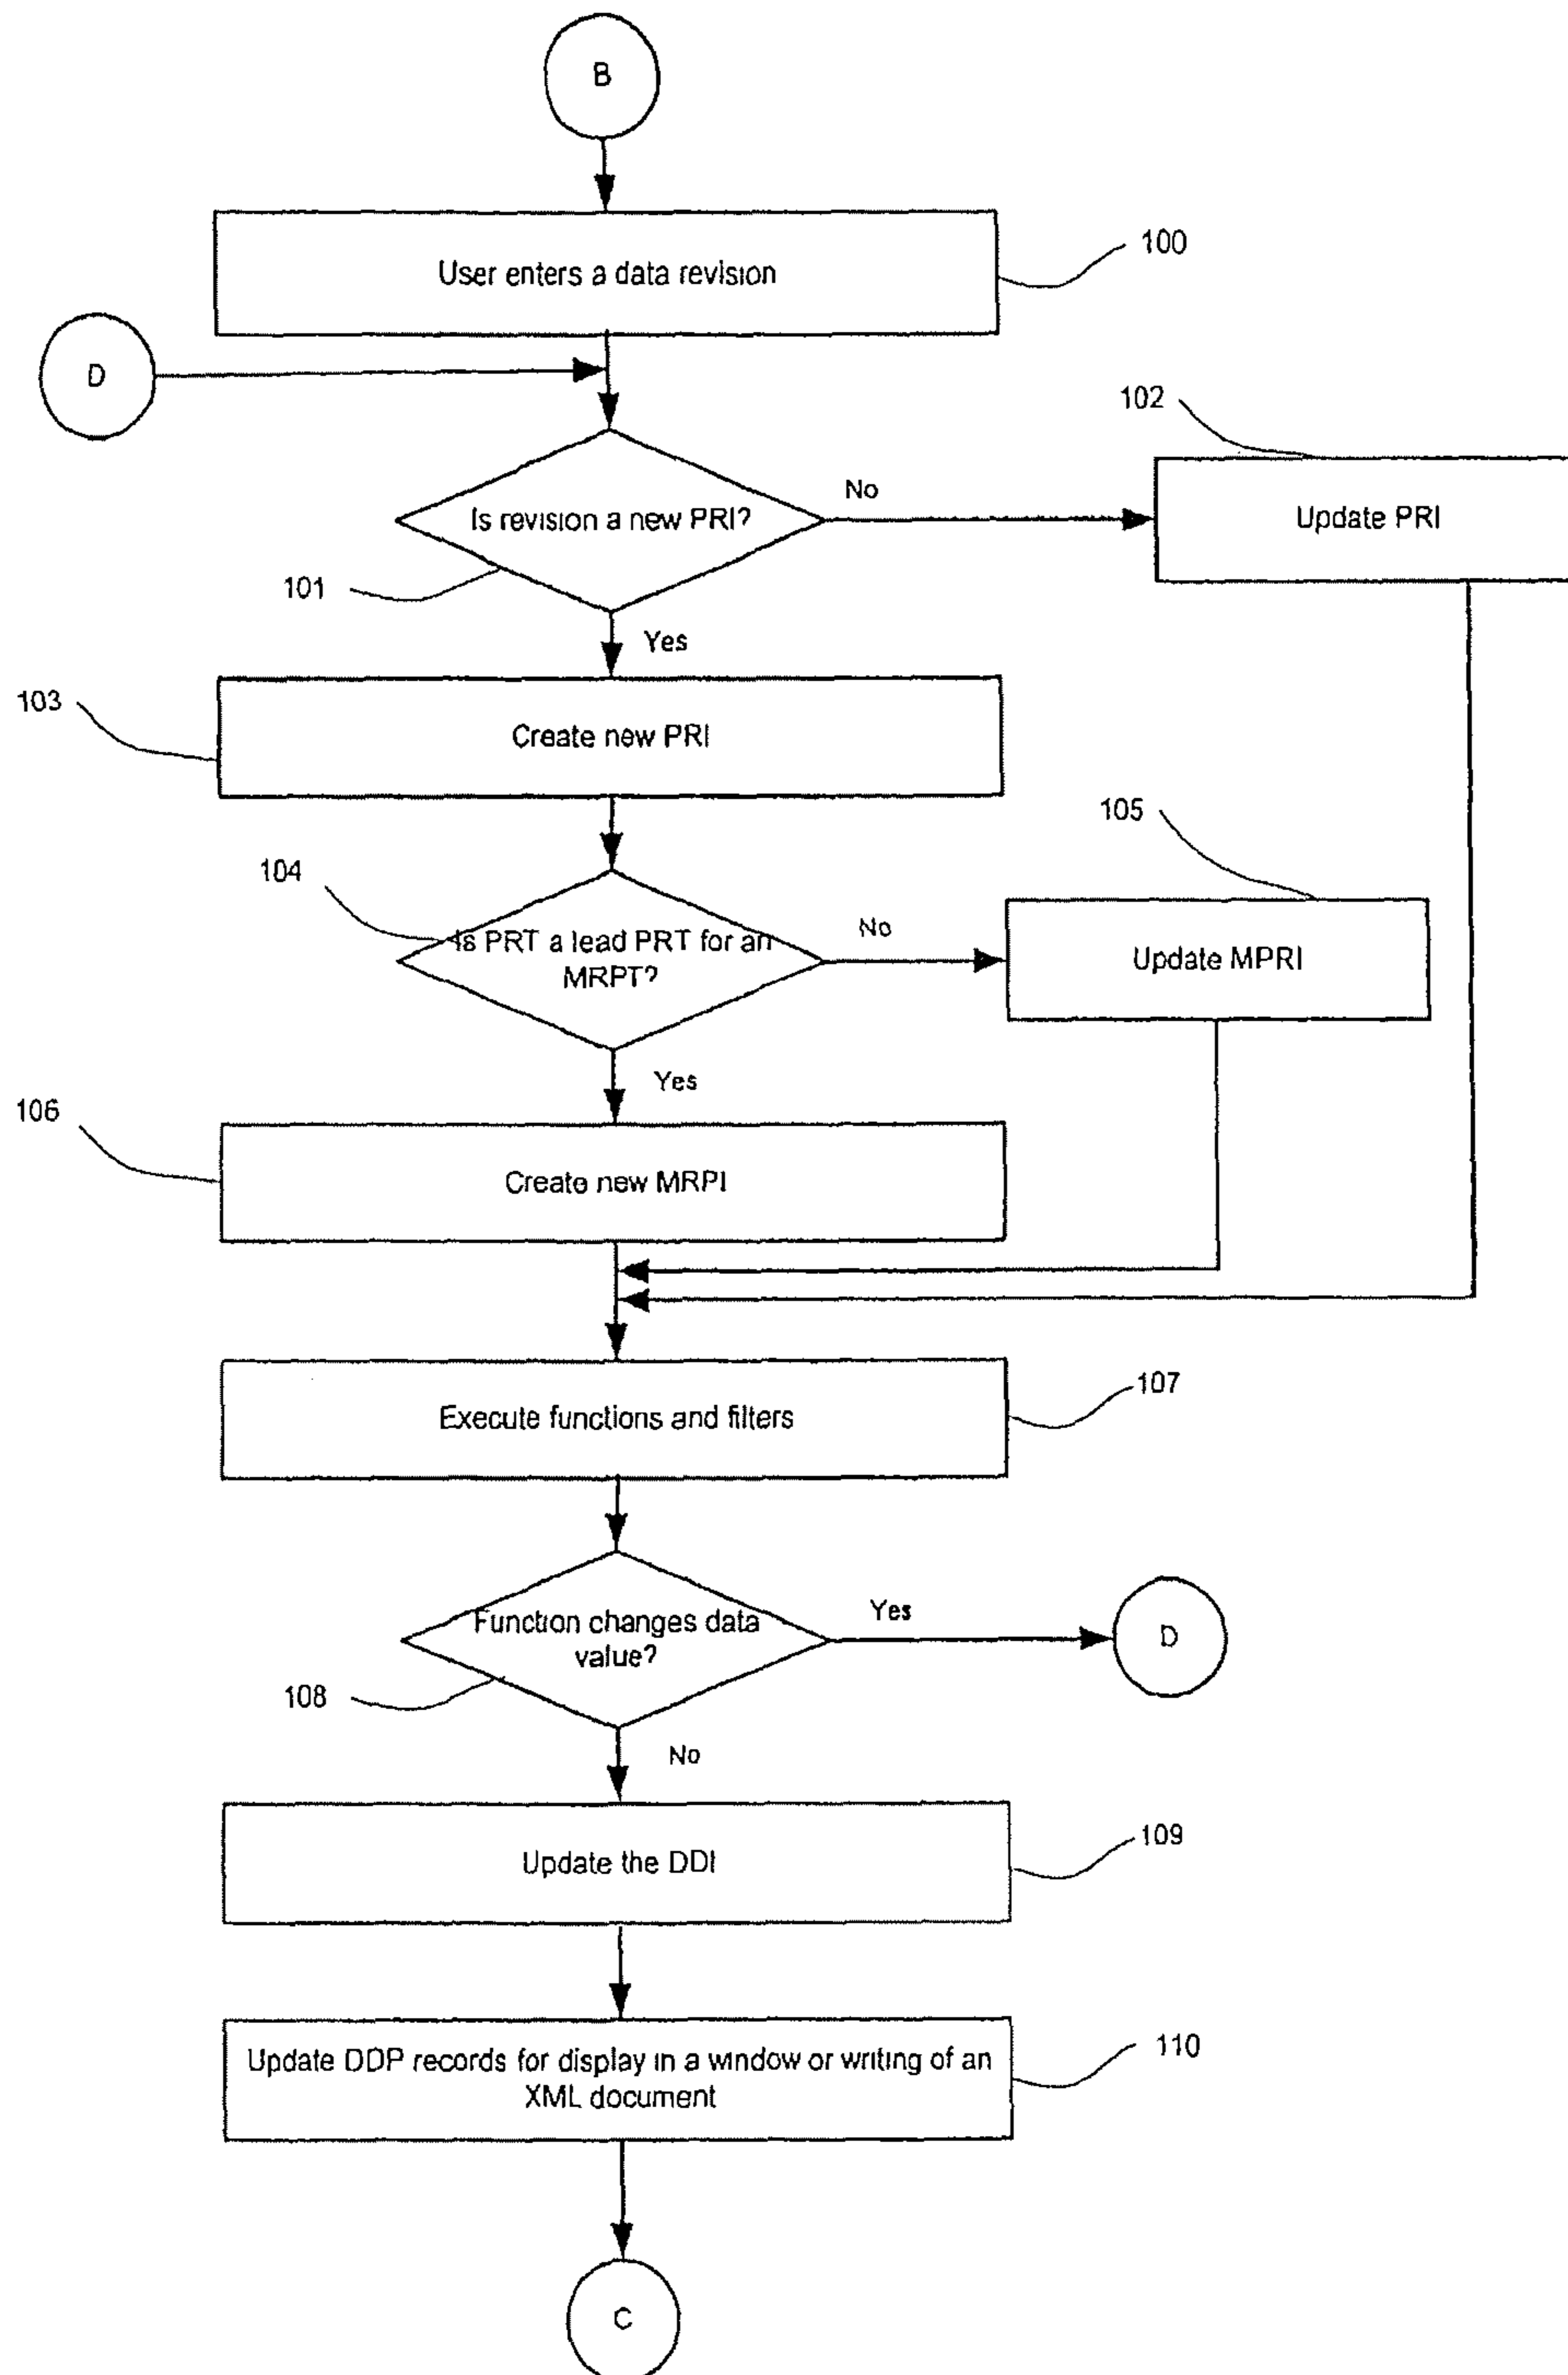 B
User enters a data revision
100
D
102
Is revision a new PRI?
No
Update PRI
101
Yes
103
Create new PRI
105
104
Is PRT a lead PRT for an
MRPT?
No
Update MPRI
Yes
106
Create new MRPI
107
Execute functions and filters
Function changes data
value?
Yes
D
108
No
109
Update the DDI
110
Update DDP records for display in a window or writing of an
XML document
C